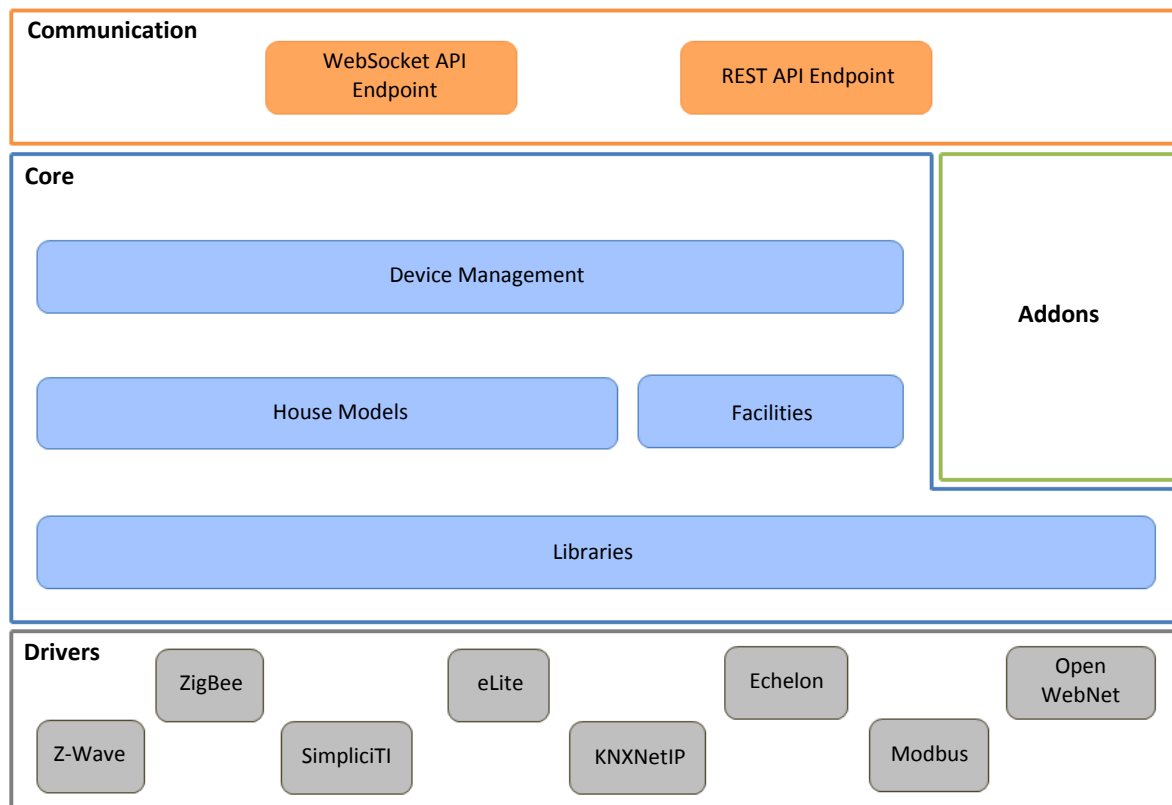 Communication
WebSocket API
Endpoint
REST API Endpoint
Core
Device Management
Addons
House Models
Facilities
Libraries
Drivers
ZigBee
eLite
Echelon
Open
WebNet
Z-Wave
SimpliciTI
KNXNetIP
Modbus